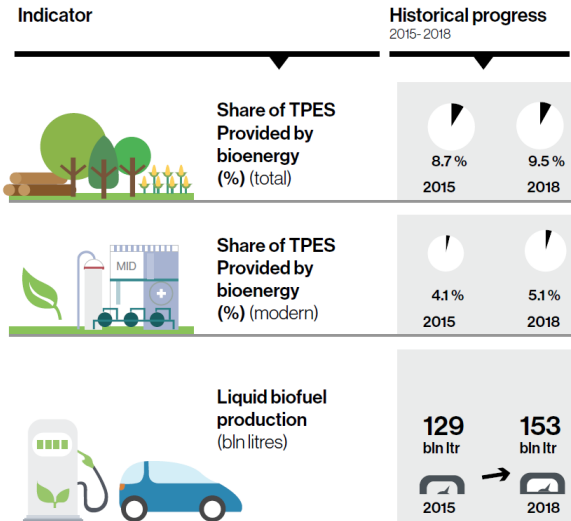 Indicator
Historical progress
2015-2018
Share of TPES
Provided by
bioenergy
(%) (total)
8.7 %
9.5 %
2015
2018
MID
Share of TPES
Provided by
bioenergy
(%) (modern)
4.1 %
5.1 %
2015
2018
Liquid biofuel
production
(bln litres)
129
bln ltr
153
bln ltr
2015
2018